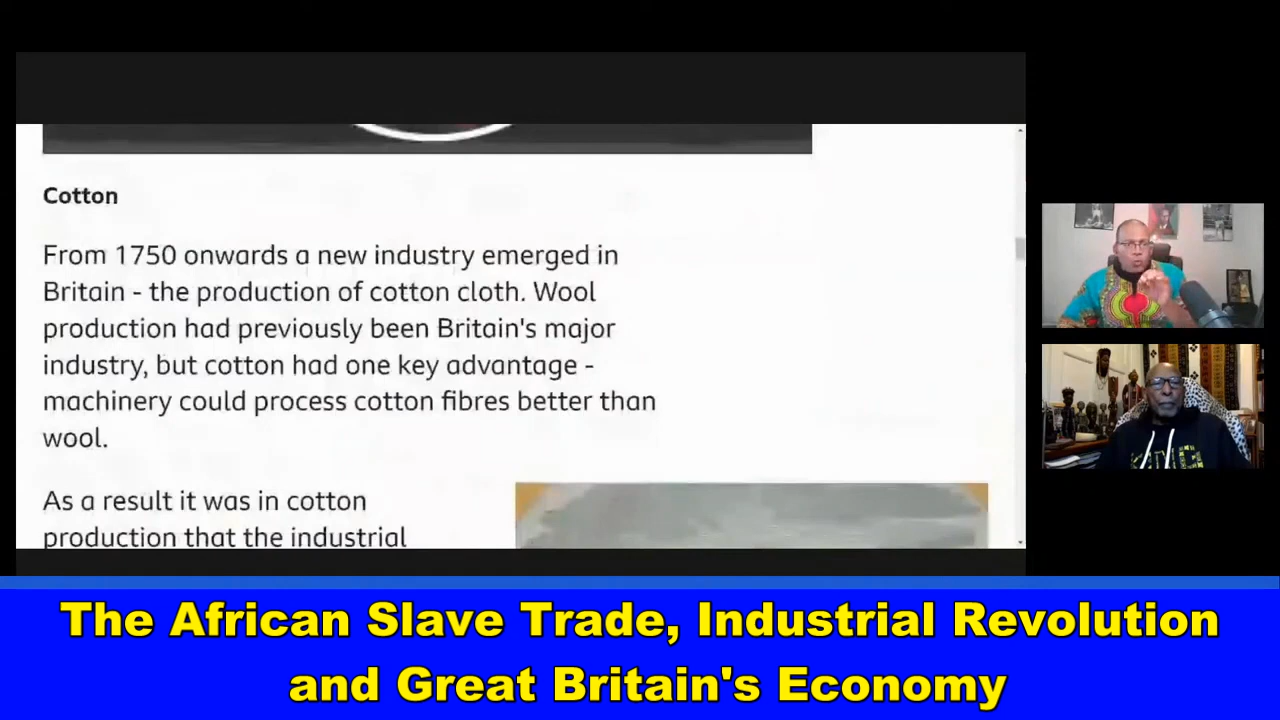 Cotton
From 1750 onwards a new industry emerged in
Britain - the production of cotton cloth. Wool
production had previously been Britain's major
industry, but cotton had one key advantage -
machinery could process cotton fibres better than
wool.
As a result it was in cotton
production that the industrial
The African Slave Trade, Industrial Revolution
and Great Britain's Economy